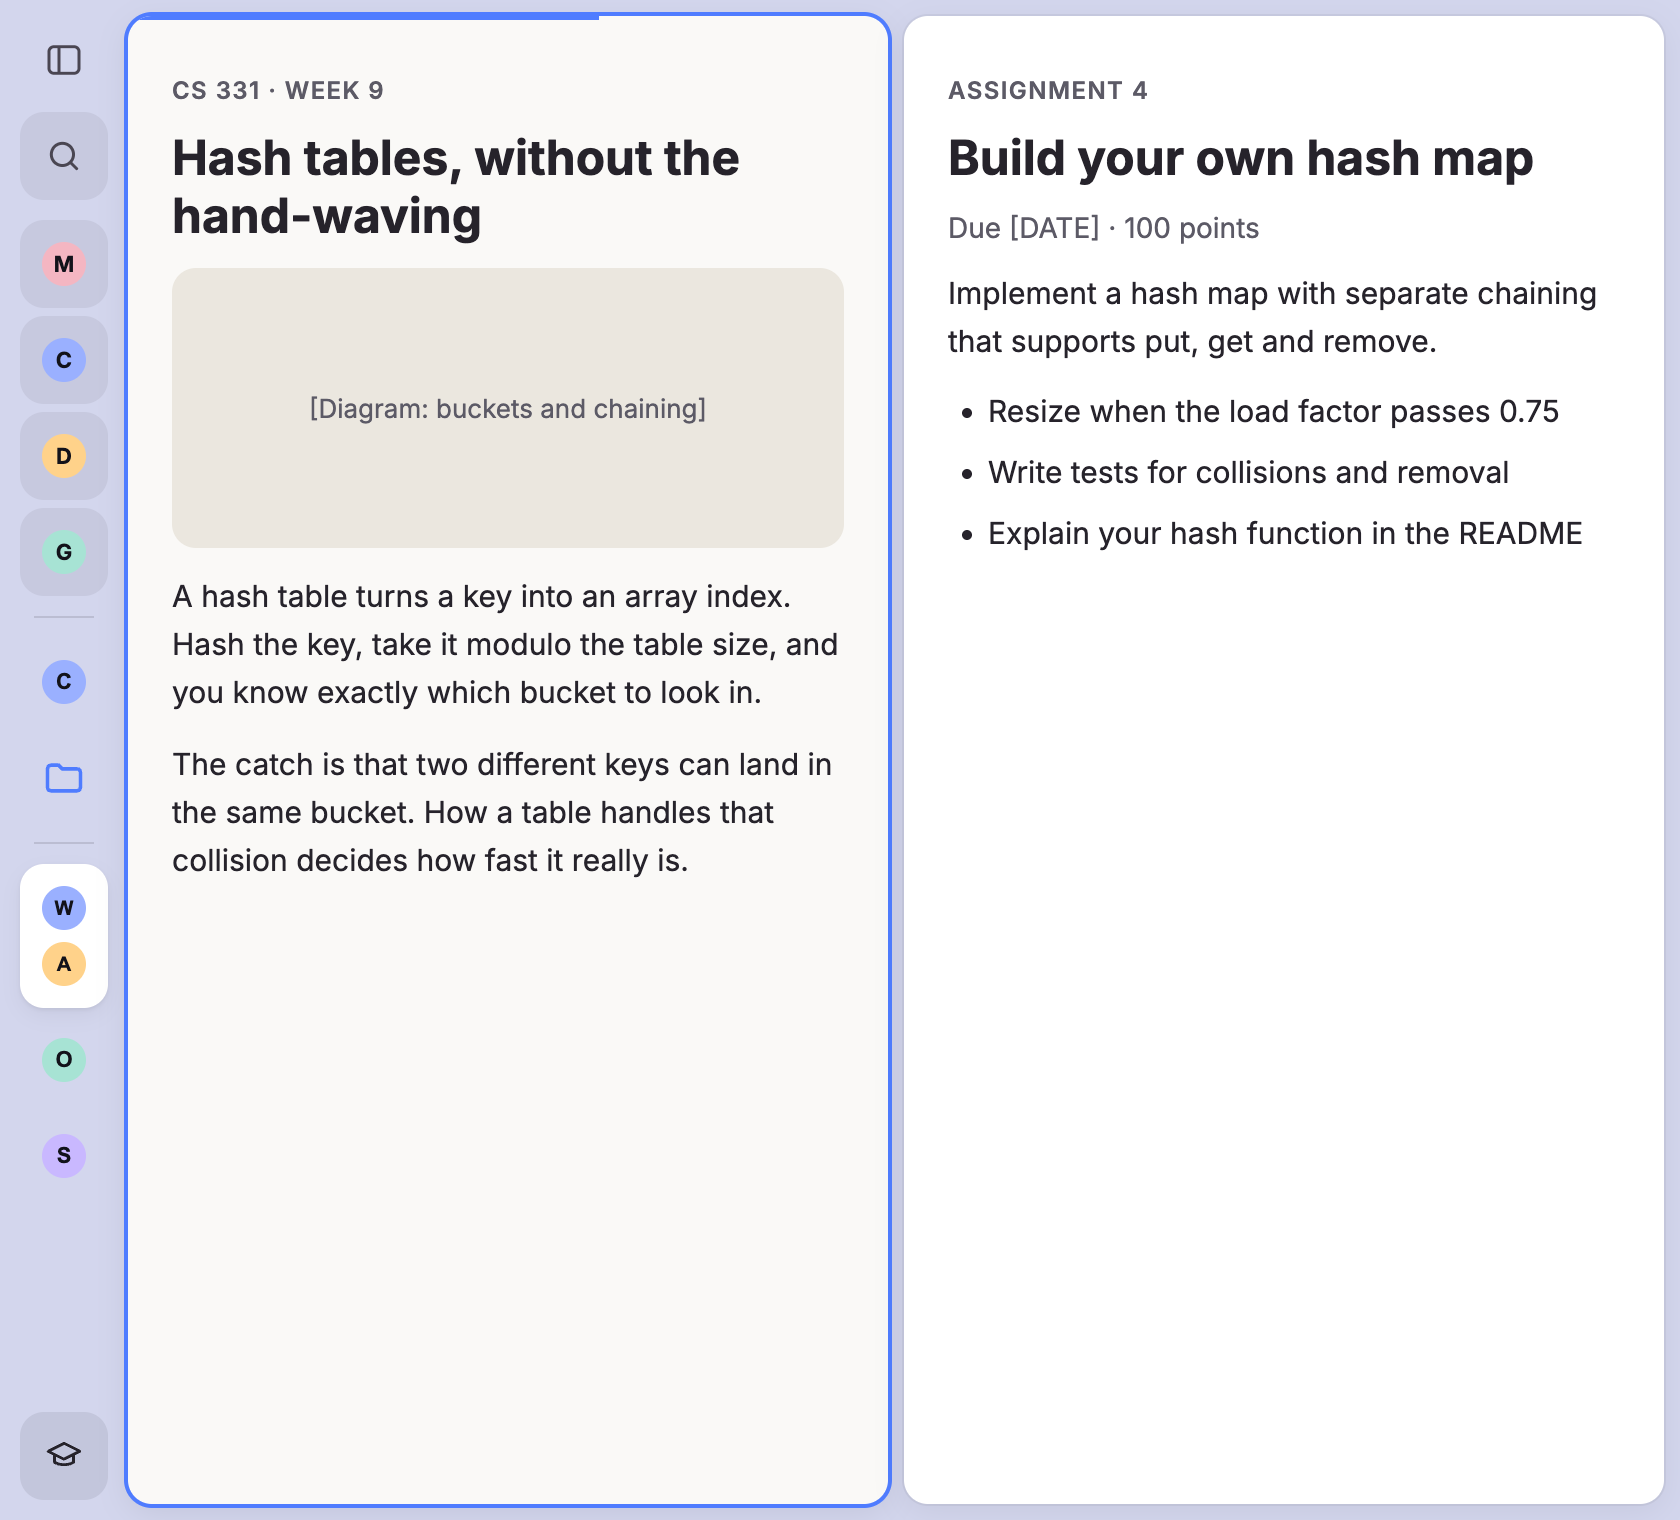 M
C
D
G
C
W
A
O
S
CS 331 · WEEK 9
Hash tables, without the
hand-waving
[Diagram: buckets and chaining]
A hash table turns a key into an array index.
Hash the key, take it modulo the table size, and
you know exactly which bucket to look in.
The catch is that two different keys can land in
the same bucket. How a table handles that
collision decides how fast it really is.
ASSIGNMENT 4
Build your own hash map
Due [DATE] · 100 points
Implement a hash map with separate chaining
that supports put, get and remove.
• Resize when the load factor passes 0.75
• Write tests for collisions and removal
• Explain your hash function in the README